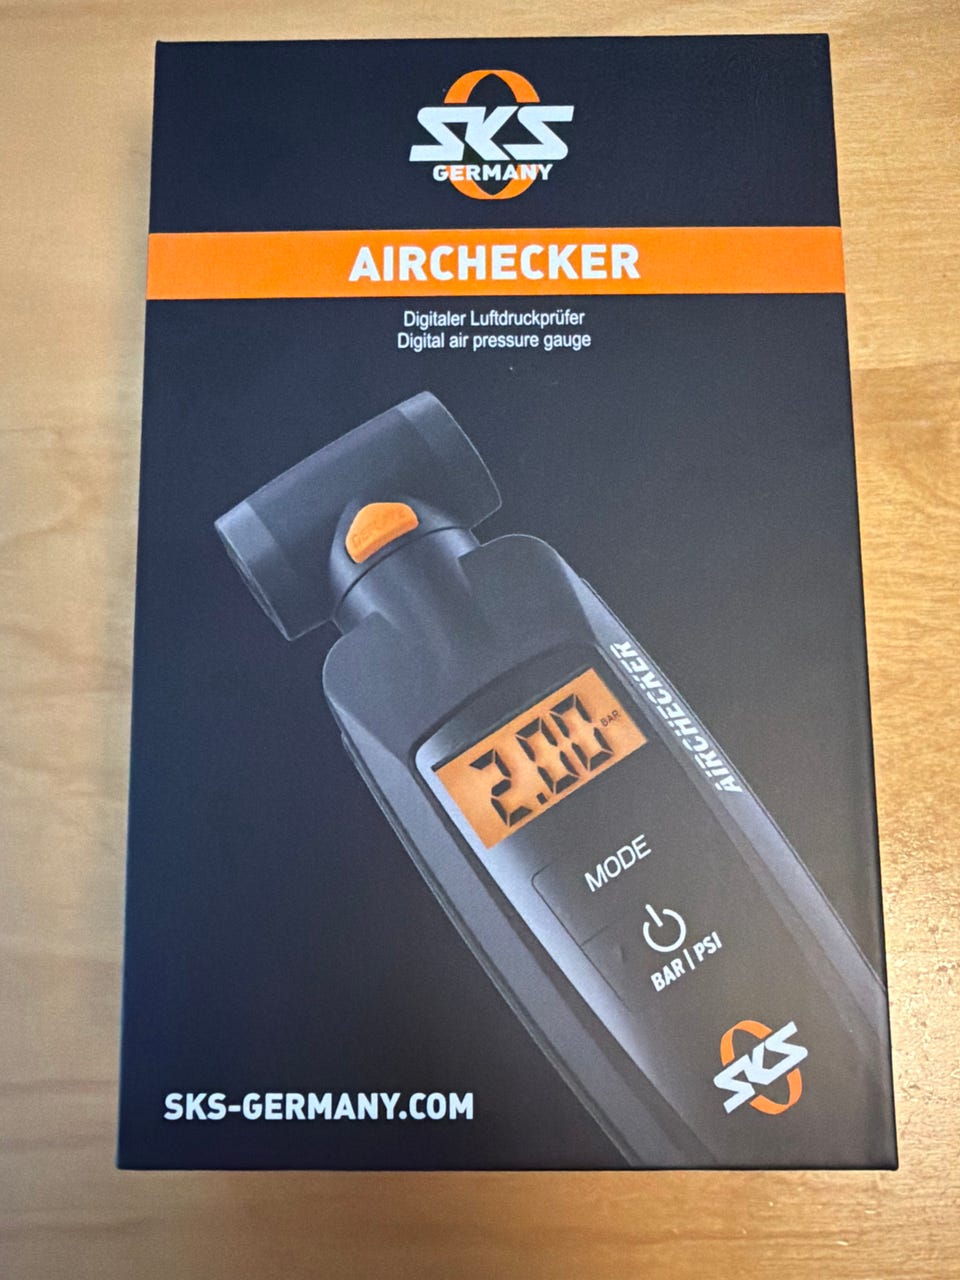 SKS
GERMANY
AIRCHECKER
Digitaler Luftdruckprüfer
Digital air pressure gauge
DEFLATE
2.00 BAR
AIRCHECKER
MODE
BAR|PSI
SKS
SKS-GERMANY.COM